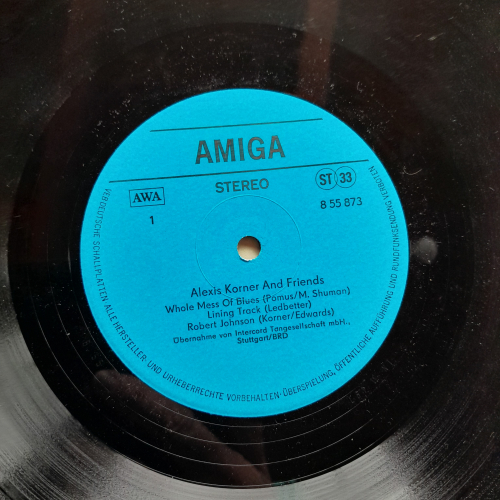 AMIGA
STEREO
AWA
ST 33
1
8 55 873
Alexis Korner And Friends
Whole Mess Of Blues (Pomus/M. Shuman)
Lining Track (Ledbetter)
Robert Johnson (Korner/Edwards)
Übernahme von Intercord Tongesellschaft mbH.,
Stuttgart/BRD
VEB DEUTSCHE SCHALLPLATTEN·ALLE HERSTELLER- UND URHEBERRECHTE VORBEHALTEN·ÜBERSPIELUNG, ÖFFENTLICHE AUFFÜHRUNG UND RUNDFUNKSENDUNG VERBOTEN